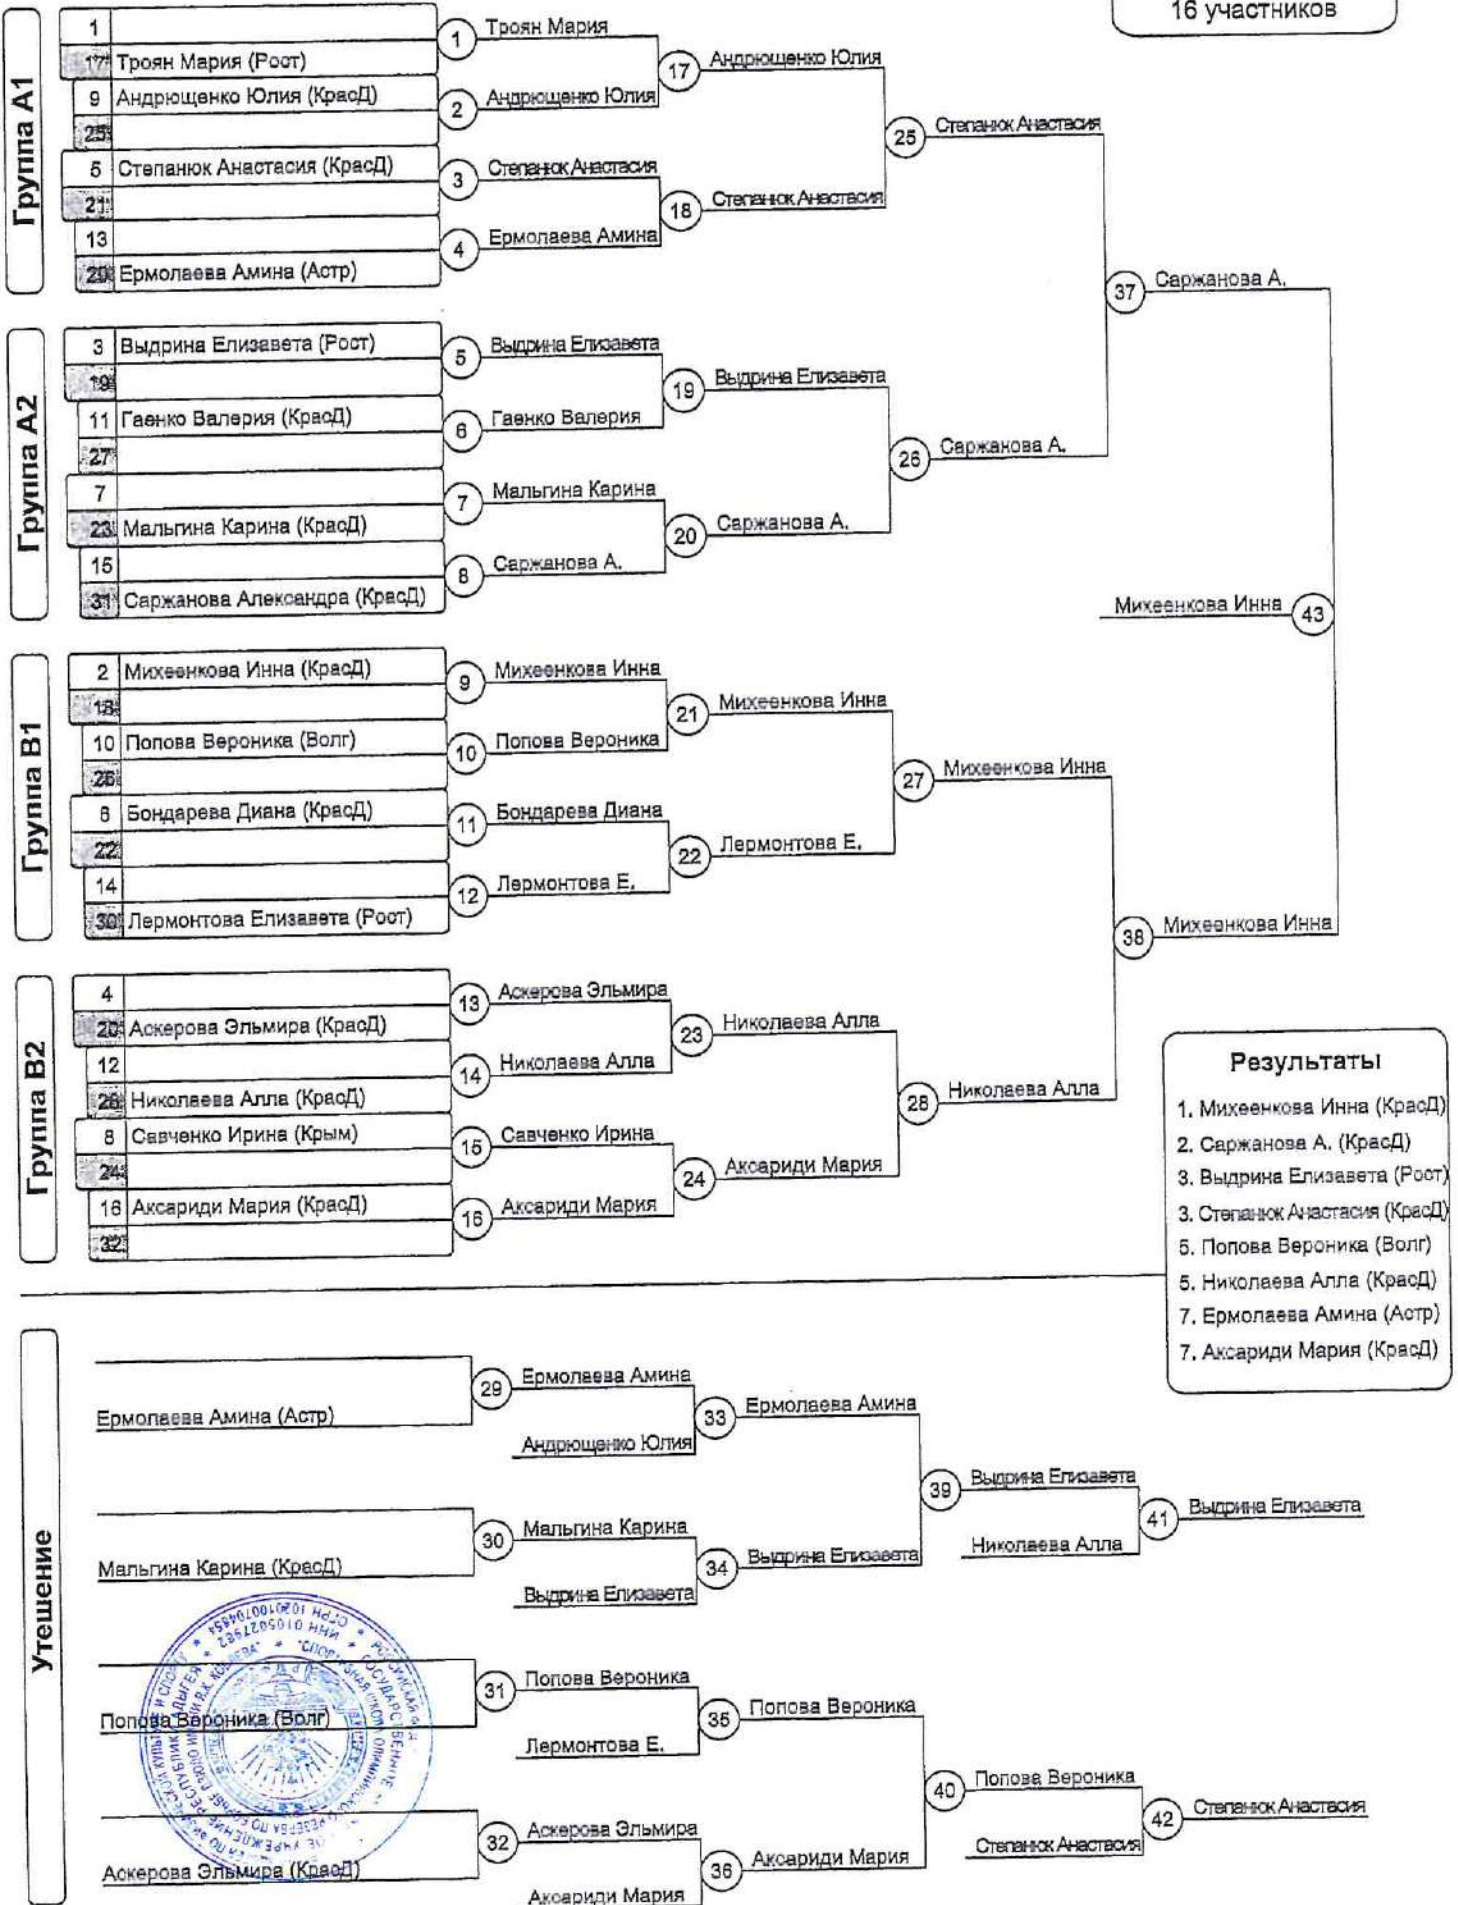 16 участников
Группа А1
1
17 Троян Мария (Рост)
9 Андрющенко Юлия (КрасД)
25
5 Степанюк Анастасия (КрасД)
21
13
29 Ермолаева Амина (Астр)
1 Троян Мария
2 Андрющенко Юлия
3 Степанюк Анастасия
4 Ермолаева Амина
17 Андрющенко Юлия
18 Степанюк Анастасия
25 Степанюк Анастасия
Группа А2
3 Выдрина Елизавета (Рост)
19
11 Гаенко Валерия (КрасД)
27
7
23 Мальгина Карина (КрасД)
15
31 Саржанова Александра (КрасД)
5 Выдрина Елизавета
6 Гаенко Валерия
7 Мальгина Карина
8 Саржанова А.
19 Выдрина Елизавета
20 Саржанова А.
26 Саржанова А.
37 Саржанова А.
Михеенкова Инна 43
Группа В1
2 Михеенкова Инна (КрасД)
18
10 Попова Вероника (Волг)
26
6 Бондарева Диана (КрасД)
22
14
30 Лермонтова Елизавета (Рост)
9 Михеенкова Инна
10 Попова Вероника
11 Бондарева Диана
12 Лермонтова Е.
21 Михеенкова Инна
22 Лермонтова Е.
27 Михеенкова Инна
38 Михеенкова Инна
Группа В2
4
20 Аскерова Эльмира (КрасД)
12
28 Николаева Алла (КрасД)
8 Савченко Ирина (Крым)
24
16 Аксариди Мария (КрасД)
32
13 Аскерова Эльмира
14 Николаева Алла
15 Савченко Ирина
16 Аксариди Мария
23 Николаева Алла
24 Аксариди Мария
28 Николаева Алла
Результаты
1. Михеенкова Инна (КрасД)
2. Саржанова А. (КрасД)
3. Выдрина Елизавета (Рост)
3. Степанюк Анастасия (КрасД)
5. Попова Вероника (Волг)
5. Николаева Алла (КрасД)
7. Ермолаева Амина (Астр)
7. Аксариди Мария (КрасД)
Утешение
Ермолаева Амина (Астр)
29 Ермолаева Амина
Андрющенко Юлия
33 Ермолаева Амина
Мальгина Карина (КрасД)
30 Мальгина Карина
Выдрина Елизавета
34 Выдрина Елизавета
39 Выдрина Елизавета
Николаева Алла
41 Выдрина Елизавета
Попова Вероника (Волг)
31 Попова Вероника
Лермонтова Е.
35 Попова Вероника
Аскерова Эльмира (КрасД)
32 Аскерова Эльмира
Аксариди Мария
36 Аксариди Мария
40 Попова Вероника
Степанюк Анастасия
42 Степанюк Анастасия